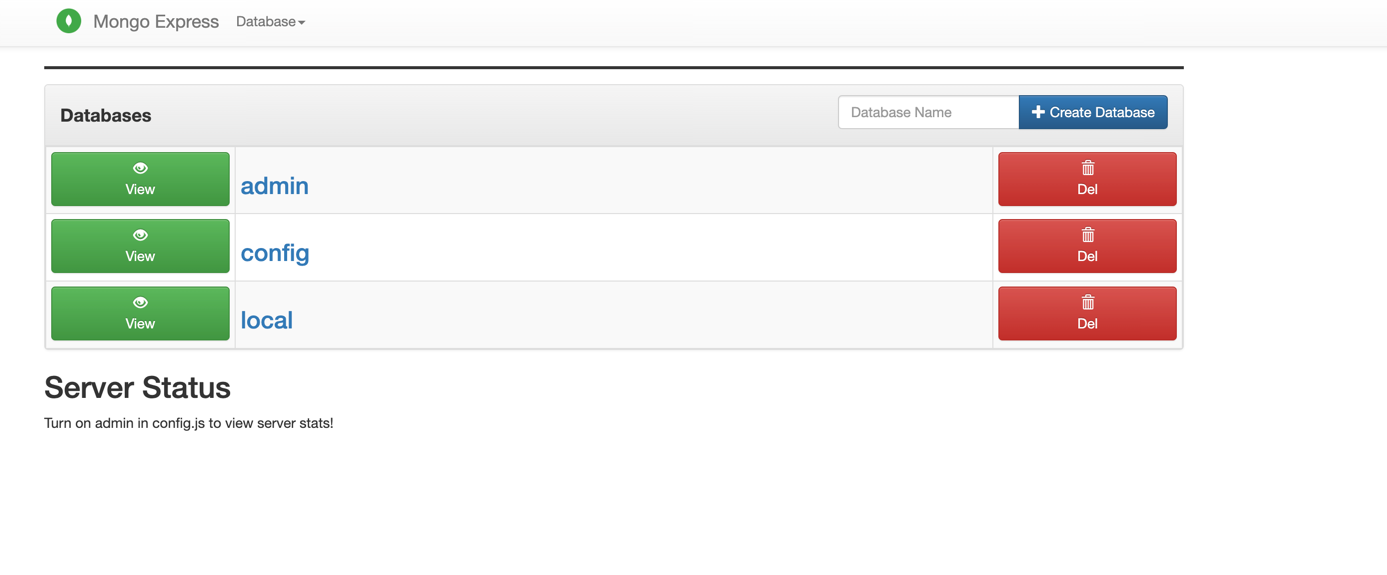 Mongo Express Database
Databases
Database Name Create Database
View admin Del
View config Del
View local Del
Server Status
Turn on admin in config.js to view server stats!